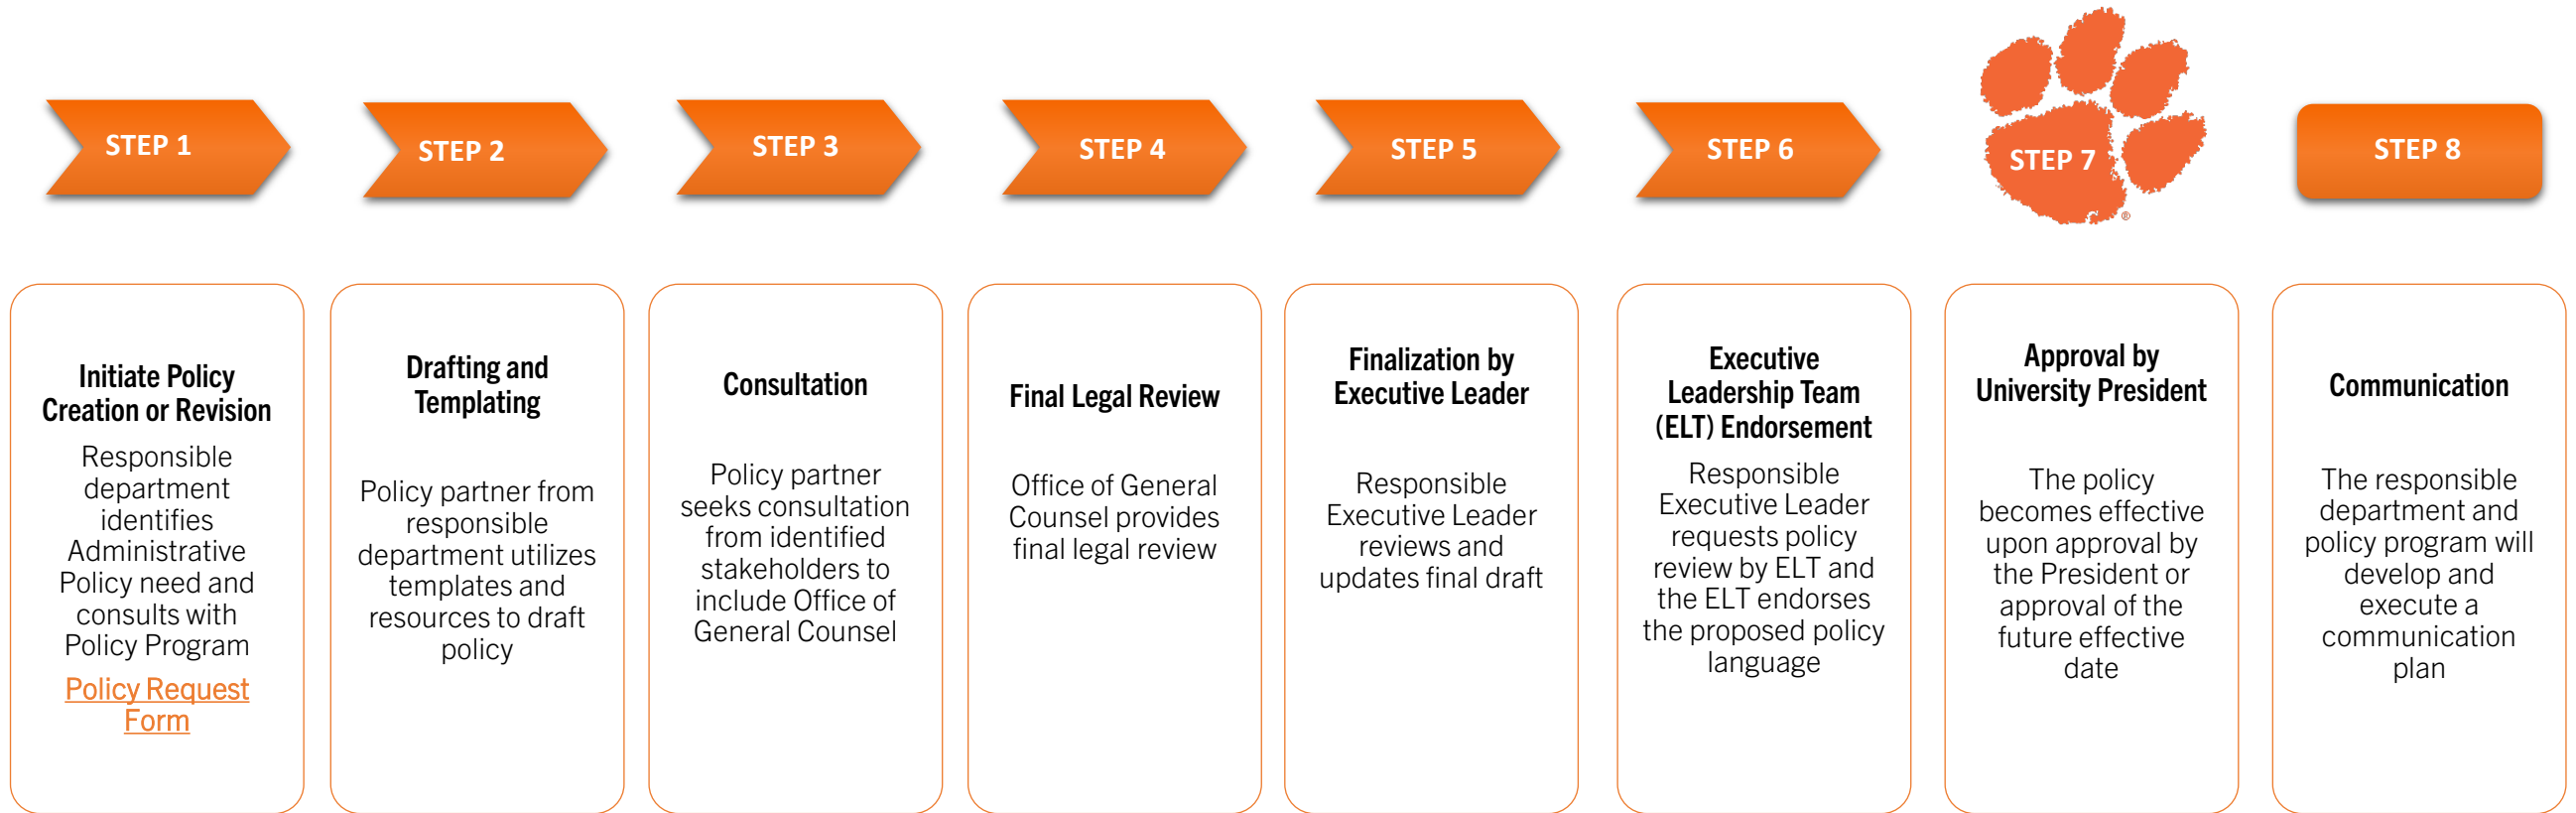 STEP 1
STEP 2
STEP 3
STEP 4
STEP 5
STEP 6
STEP 7
®
STEP 8
Initiate Policy
Creation or Revision
Responsible
department
identifies
Administrative
Policy need and
consults with
Policy Program
Policy Request
Form
Drafting and
Templating
Policy partner from
responsible
department utilizes
templates and
resources to draft
policy
Consultation
Policy partner
seeks consultation
from identified
stakeholders to
include Office of
General Counsel
Final Legal Review
Office of General
Counsel provides
final legal review
Finalization by
Executive Leader
Responsible
Executive Leader
reviews and
updates final draft
Executive
Leadership Team
(ELT) Endorsement
Responsible
Executive Leader
requests policy
review by ELT and
the ELT endorses
the proposed policy
language
Approval by
University President
The policy
becomes effective
upon approval by
the President or
approval of the
future effective
date
Communication
The responsible
department and
policy program will
develop and
execute a
communication
plan